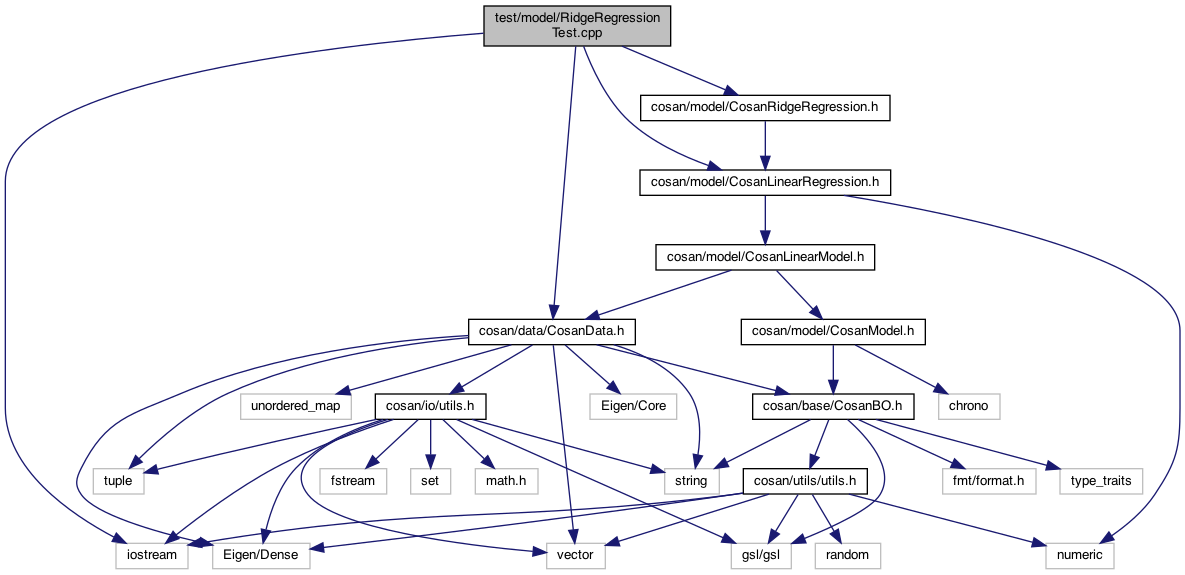 test/model/RidgeRegression
Test.cpp
cosan/model/CosanRidgeRegression.h
cosan/model/CosanLinearRegression.h
cosan/model/CosanLinearModel.h
cosan/data/CosanData.h
cosan/model/CosanModel.h
unordered_map
cosan/io/utils.h
Eigen/Core
cosan/base/CosanBO.h
chrono
tuple
fstream
set
math.h
string
cosan/utils/utils.h
fmt/format.h
type_traits
iostream
Eigen/Dense
vector
gsl/gsl
random
numeric